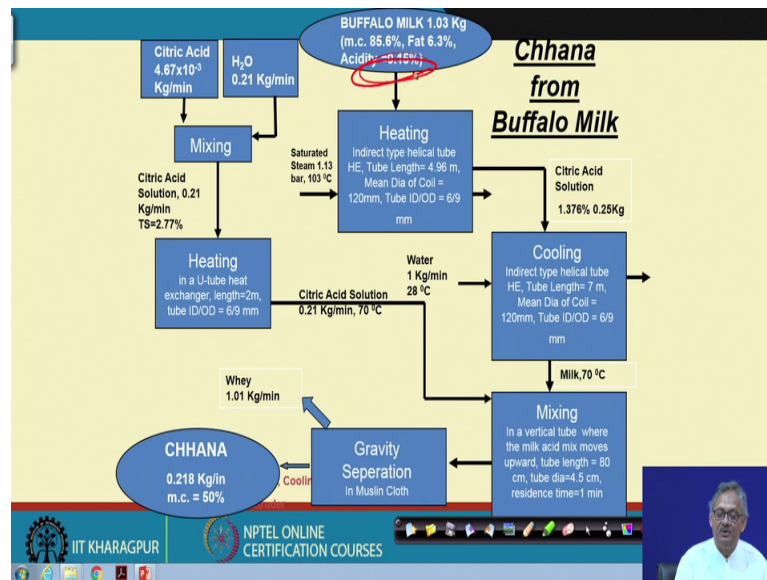 BUFFALO MILK 1.03 Kg
(m.c. 85.6%, Fat 6.3%,
Acidity =0.15%)
Chhana
from
Buffalo Milk
Citric Acid
4.67x10-3
Kg/min
H2O
0.21 Kg/min
Mixing
Heating
Indirect type helical tube
HE, Tube Length= 4.96 m,
Mean Dia of Coil =
120mm, Tube ID/OD = 6/9
mm
Saturated
Steam 1.13
bar, 103 0C
Citric Acid
Solution
1.376% 0.25Kg
Citric Acid
Solution, 0.21
Kg/min
TS=2.77%
Heating
in a U-tube heat
exchanger, length=2m,
tube ID/OD = 6/9 mm
Water
1 Kg/min
28 0C
Cooling
Indirect type helical tube
HE, Tube Length= 7 m,
Mean Dia of Coil =
120mm, Tube ID/OD = 6/9
mm
Citric Acid Solution
0.21 Kg/min, 70 0C
Milk,70 0C
Whey
1.01 Kg/min
Mixing
In a vertical tube where
the milk acid mix moves
upward, tube length = 80
cm, tube dia=4.5 cm,
residence time=1 min
Gravity
Seperation
In Muslin Cloth
CHHANA
0.218 Kg/in
m.c. = 50%
, Coolin
IIT KHARAGPUR
NPTEL ONLINE
CERTIFICATION COURSES